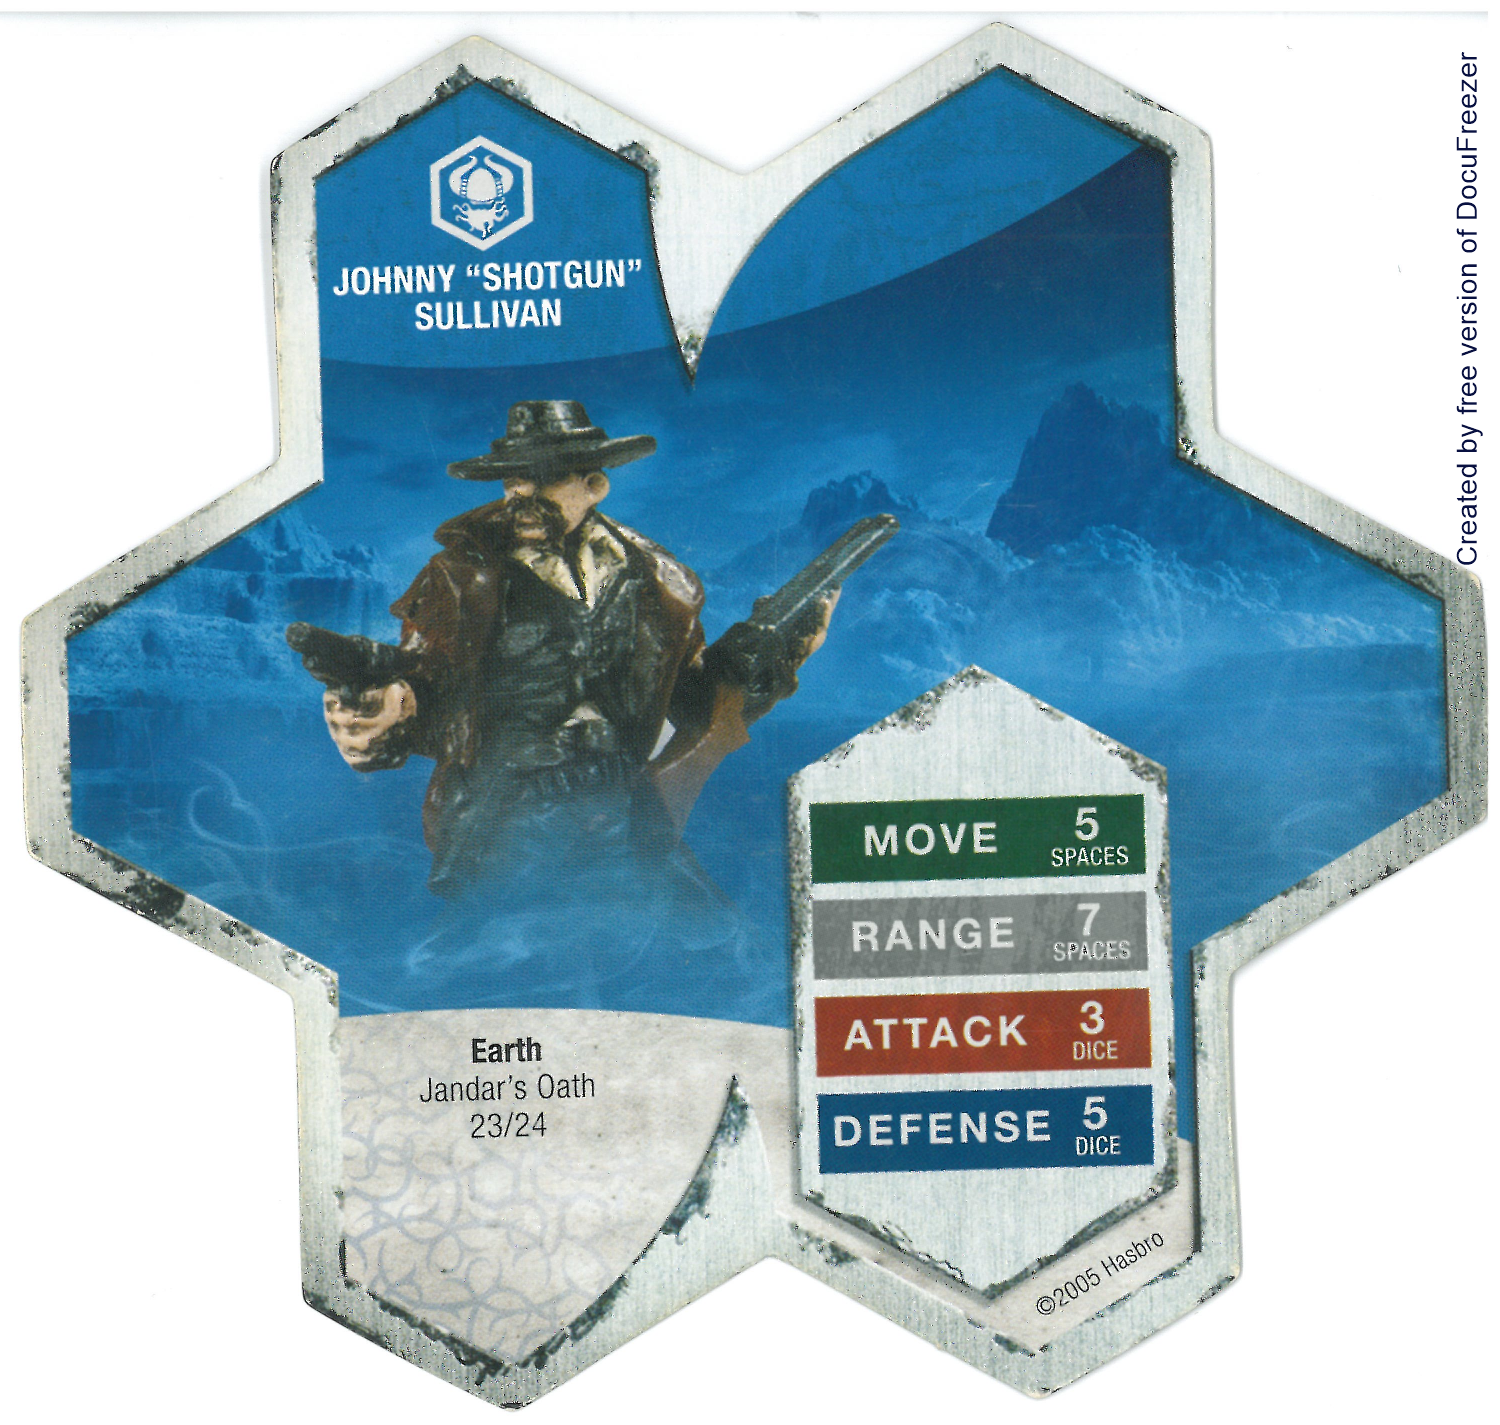 JOHNNY “SHOTGUN”
SULLIVAN
MOVE 5
SPACES
RANGE 7
SPACES
ATTACK 3
DICE
DEFENSE 5
DICE
Earth
Jandar's Oath
23/24
©2005 Hasbro
Created by free version of DocuFreezer